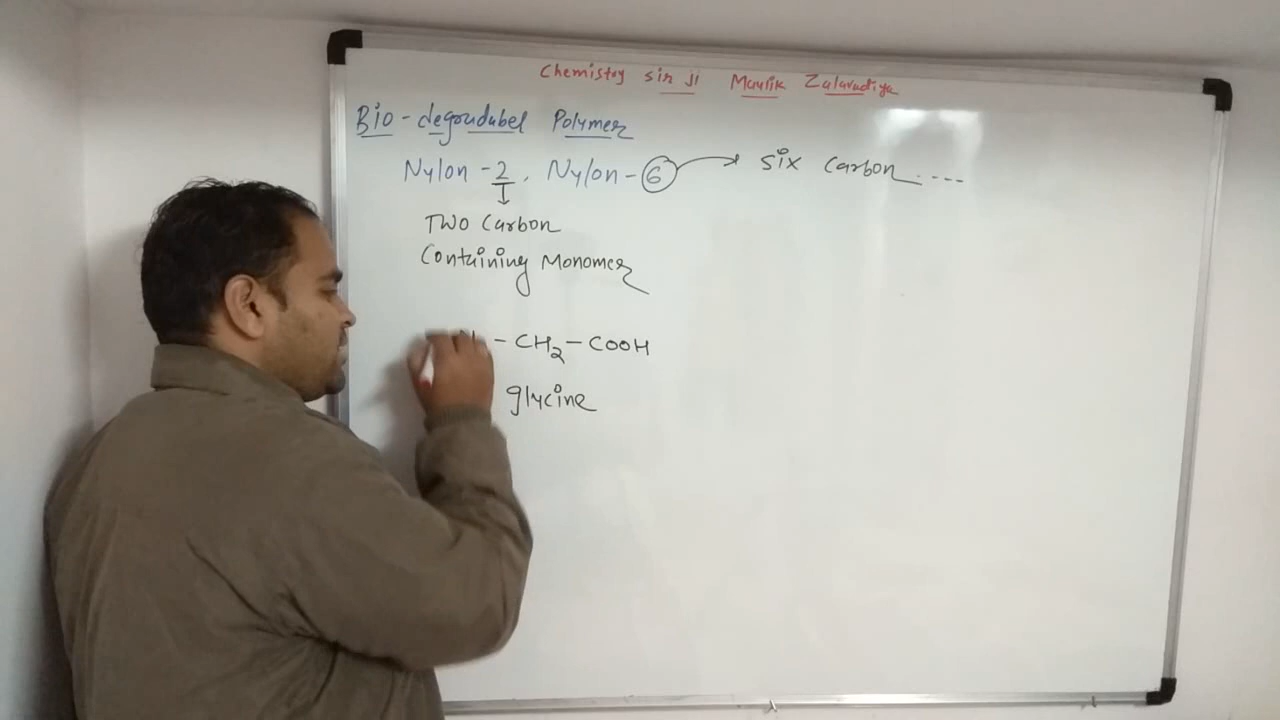 Chemistry sir ji Maulik Zalavadiya
Bio-degradabel Polymer
Nylon-2, Nylon-6 → six carbon....
Two carbon
Containing Monomer
- CH2 - COOH
glycine